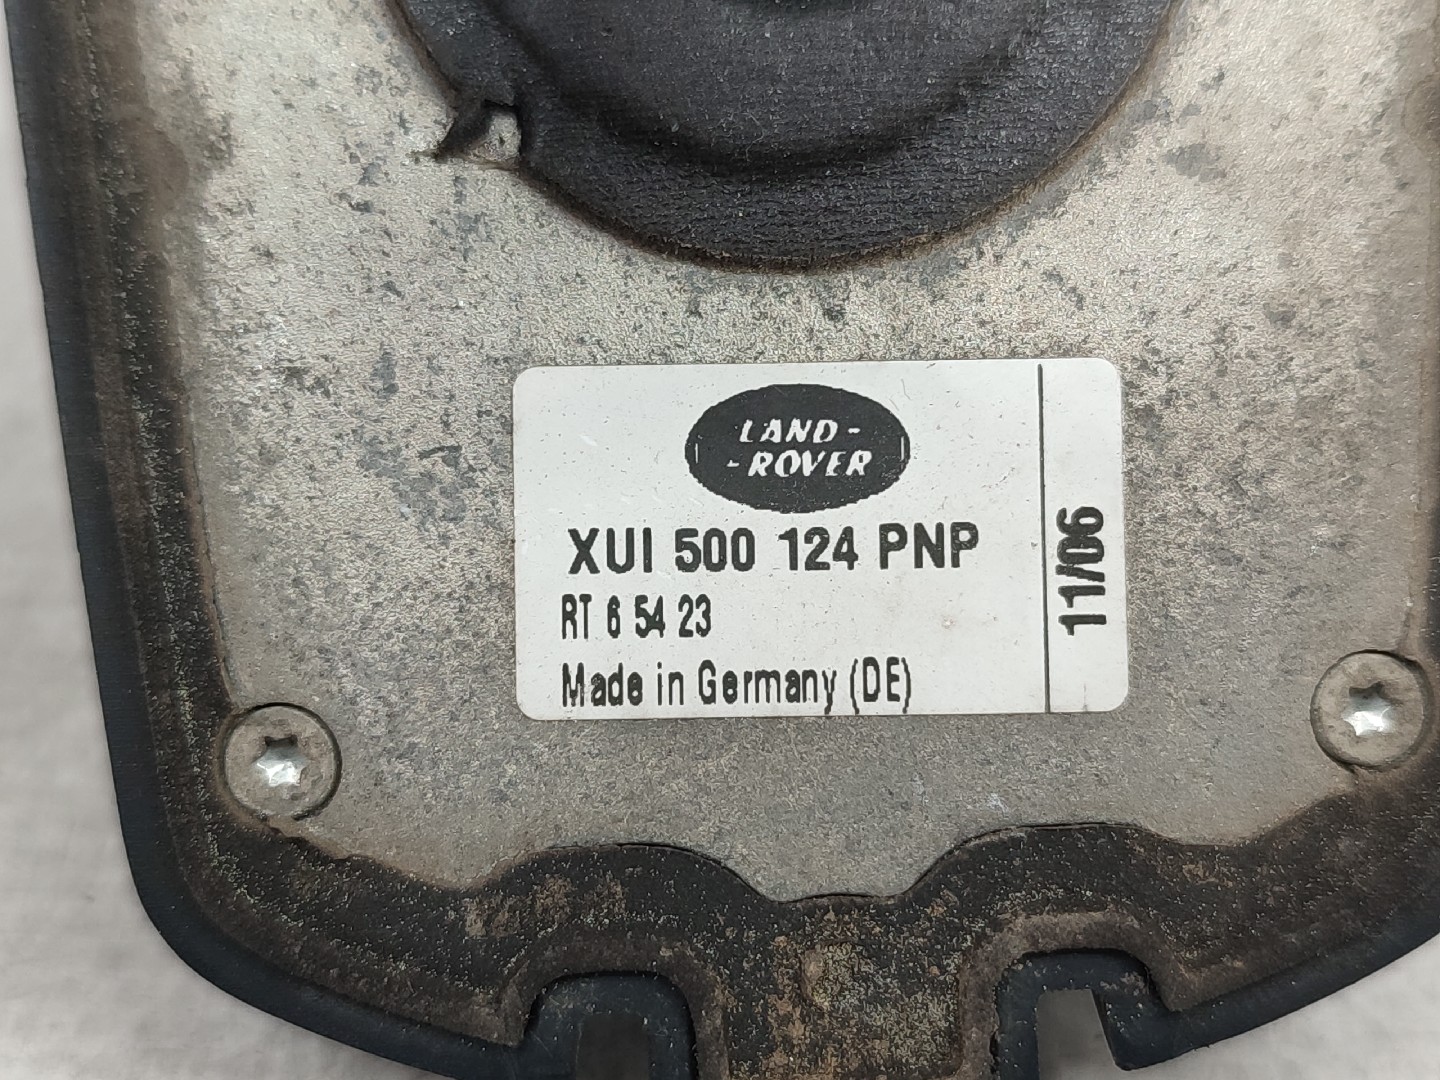 LAND-
-ROVER
XUI 500 124 PNP
RT 6 54 23
Made in Germany (DE)
11/06